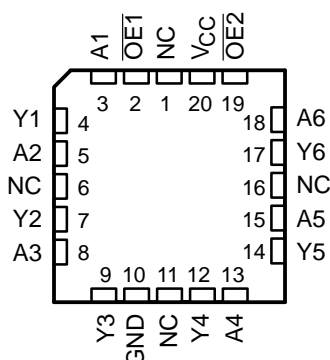 A1 OE1 NC VCC OE2
3 2 1 20 19
Y1 4 18 A6
A2 5 17 Y6
NC 6 16 NC
Y2 7 15 A5
A3 8 14 Y5
9 10 11 12 13
Y3 GND NC Y4 A4